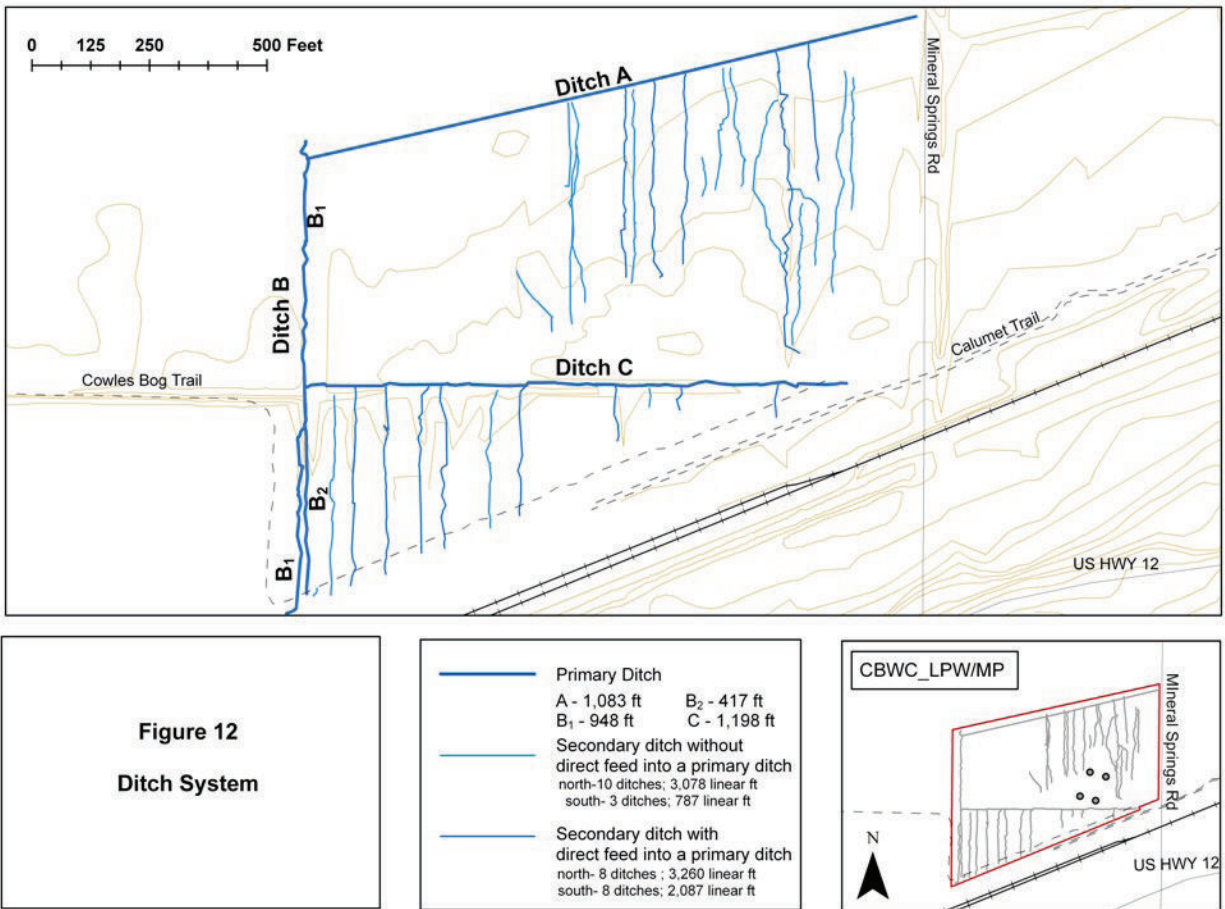 0 125 250 500 Feet
Ditch A
Mineral Springs Rd
B₁
Ditch B
Calumet Trail
Ditch C
Cowles Bog Trail
B₂
B₁
US HWY 12
Figure 12
Ditch System
Primary Ditch
A - 1,083 ft B₂ - 417 ft
B₁ - 948 ft C - 1,198 ft
Secondary ditch without
direct feed into a primary ditch
north-10 ditches; 3,078 linear ft
south- 3 ditches; 787 linear ft
Secondary ditch with
direct feed into a primary ditch
north- 8 ditches ; 3,260 linear ft
south- 8 ditches; 2,087 linear ft
CBWC_LPW/MP
MIneral Springs Rd
N
US HWY 12